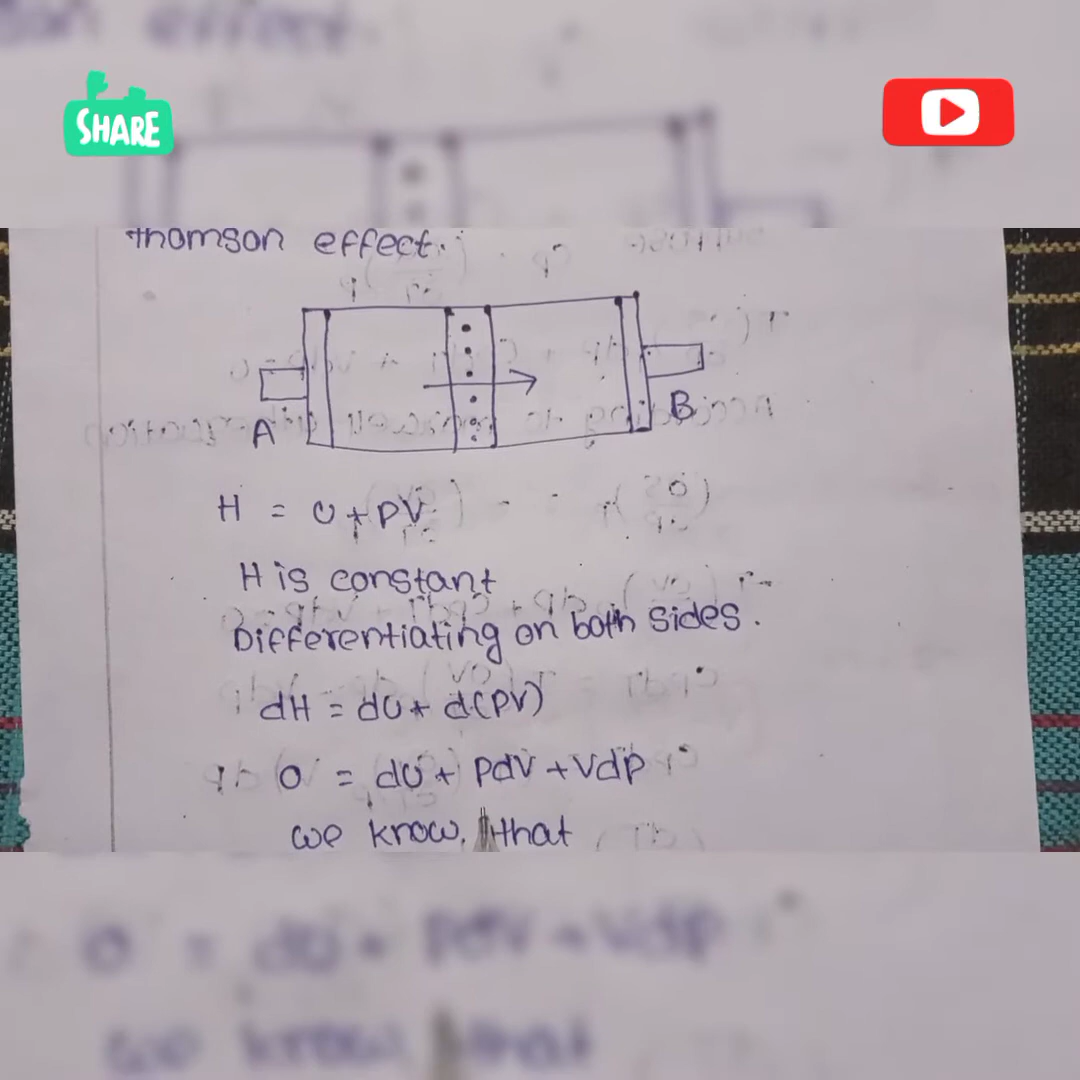 SHARE
thomson effect.
A
B
H = U + PV
H is constant
Differentiating on both sides.
dH = dU + d(PV)
0 = dU + PdV + Vdp
we know, that